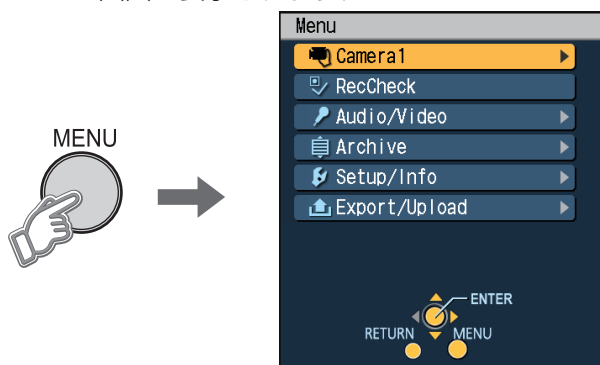 MENU
Menu
Camera1
RecCheck
Audio/Video
Archive
Setup/Info
Export/Upload
ENTER
RETURN
MENU